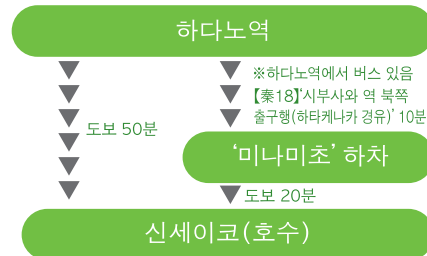 하다노역
※하다노역에서 버스 있음
【秦18】'시부사와 역 북쪽
출구행(하타케나카 경유)' 10분
도보 50분
'미나미초' 하차
도보 20분
신세이코(호수)